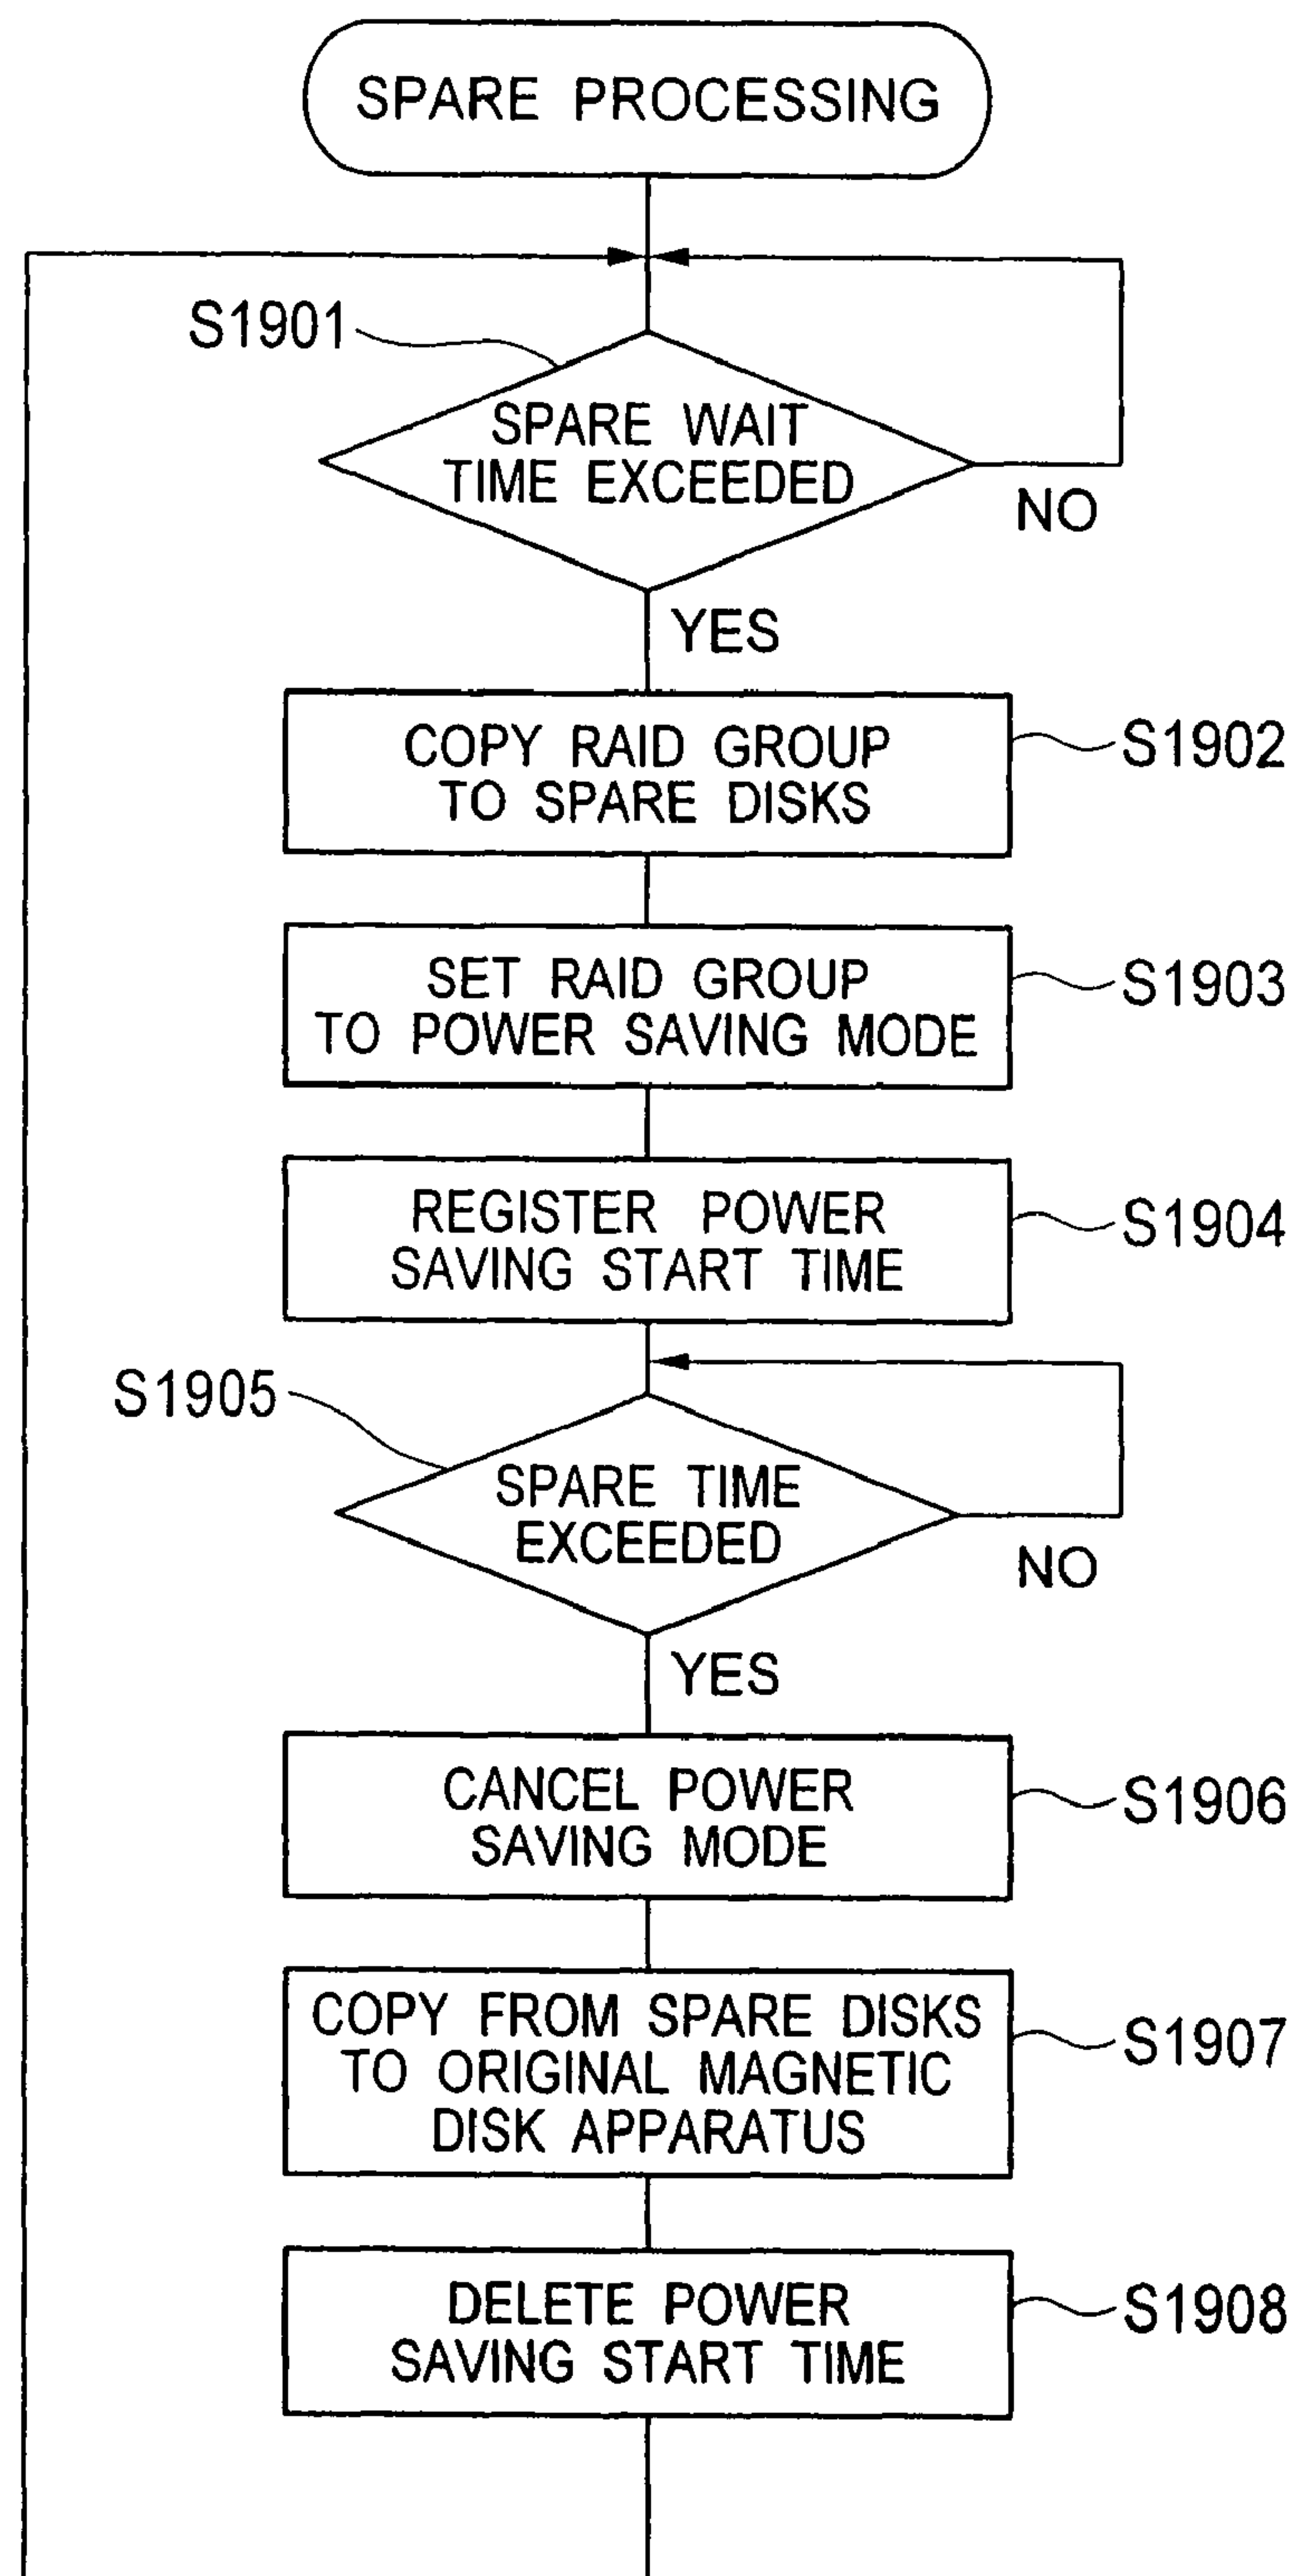 SPARE PROCESSING
S1901
SPARE WAIT
TIME EXCEEDED
NO
YES
COPY RAID GROUP
TO SPARE DISKS
S1902
SET RAID GROUP
TO POWER SAVING MODE
S1903
REGISTER POWER
SAVING START TIME
S1904
S1905
SPARE TIME
EXCEEDED
NO
YES
CANCEL POWER
SAVING MODE
S1906
COPY FROM SPARE DISKS
TO ORIGINAL MAGNETIC
DISK APPARATUS
S1907
DELETE POWER
SAVING START TIME
S1908